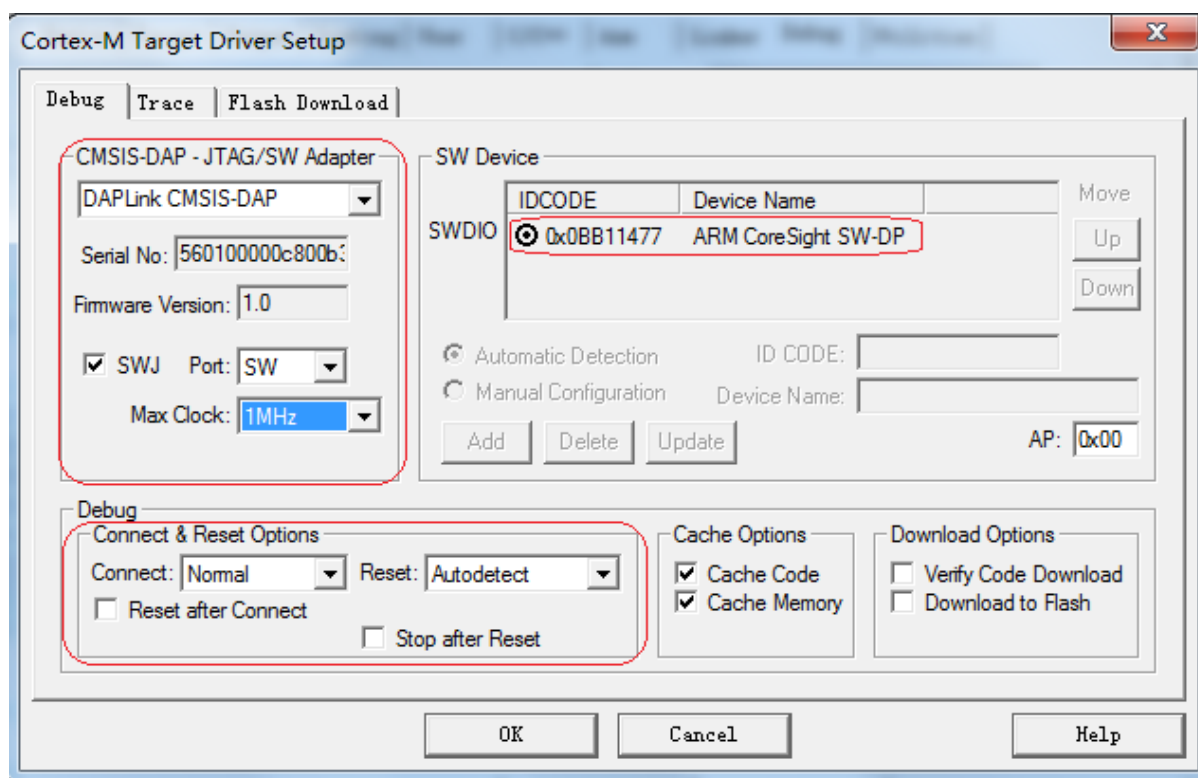 Cortex-M Target Driver Setup
Debug Trace Flash Download
CMSIS-DAP - JTAG/SW Adapter
DAPLink CMSIS-DAP
Serial No: 560100000c800b
Firmware Version: 1.0
SWJ Port: SW
Max Clock: 1MHz
SW Device
IDCODE Device Name
SWDIO 0x0BB11477 ARM CoreSight SW-DP
Move
Up
Down
Automatic Detection ID CODE:
Manual Configuration Device Name:
Add Delete Update AP: 0x00
Debug
Connect & Reset Options
Connect: Normal Reset: Autodetect
Reset after Connect
Stop after Reset
Cache Options
Cache Code
Cache Memory
Download Options
Verify Code Download
Download to Flash
OK Cancel Help